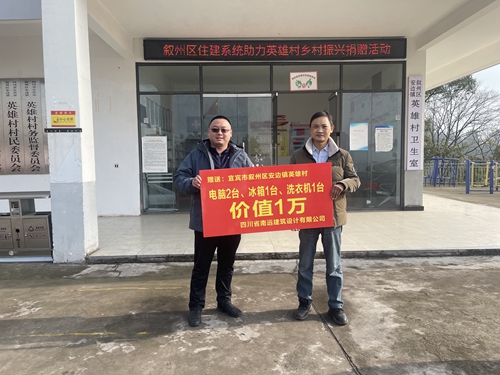 叙州区住建系统助力英雄村乡村振兴捐赠活动
叙州区
安边镇
英雄村卫生室
英雄村村务监督委员会
英雄村村民委员会
赠送：宜宾市叙州区安边镇英雄村
电脑2台、冰箱1台、洗衣机1台
价值1万
四川省南远建筑设计有限公司